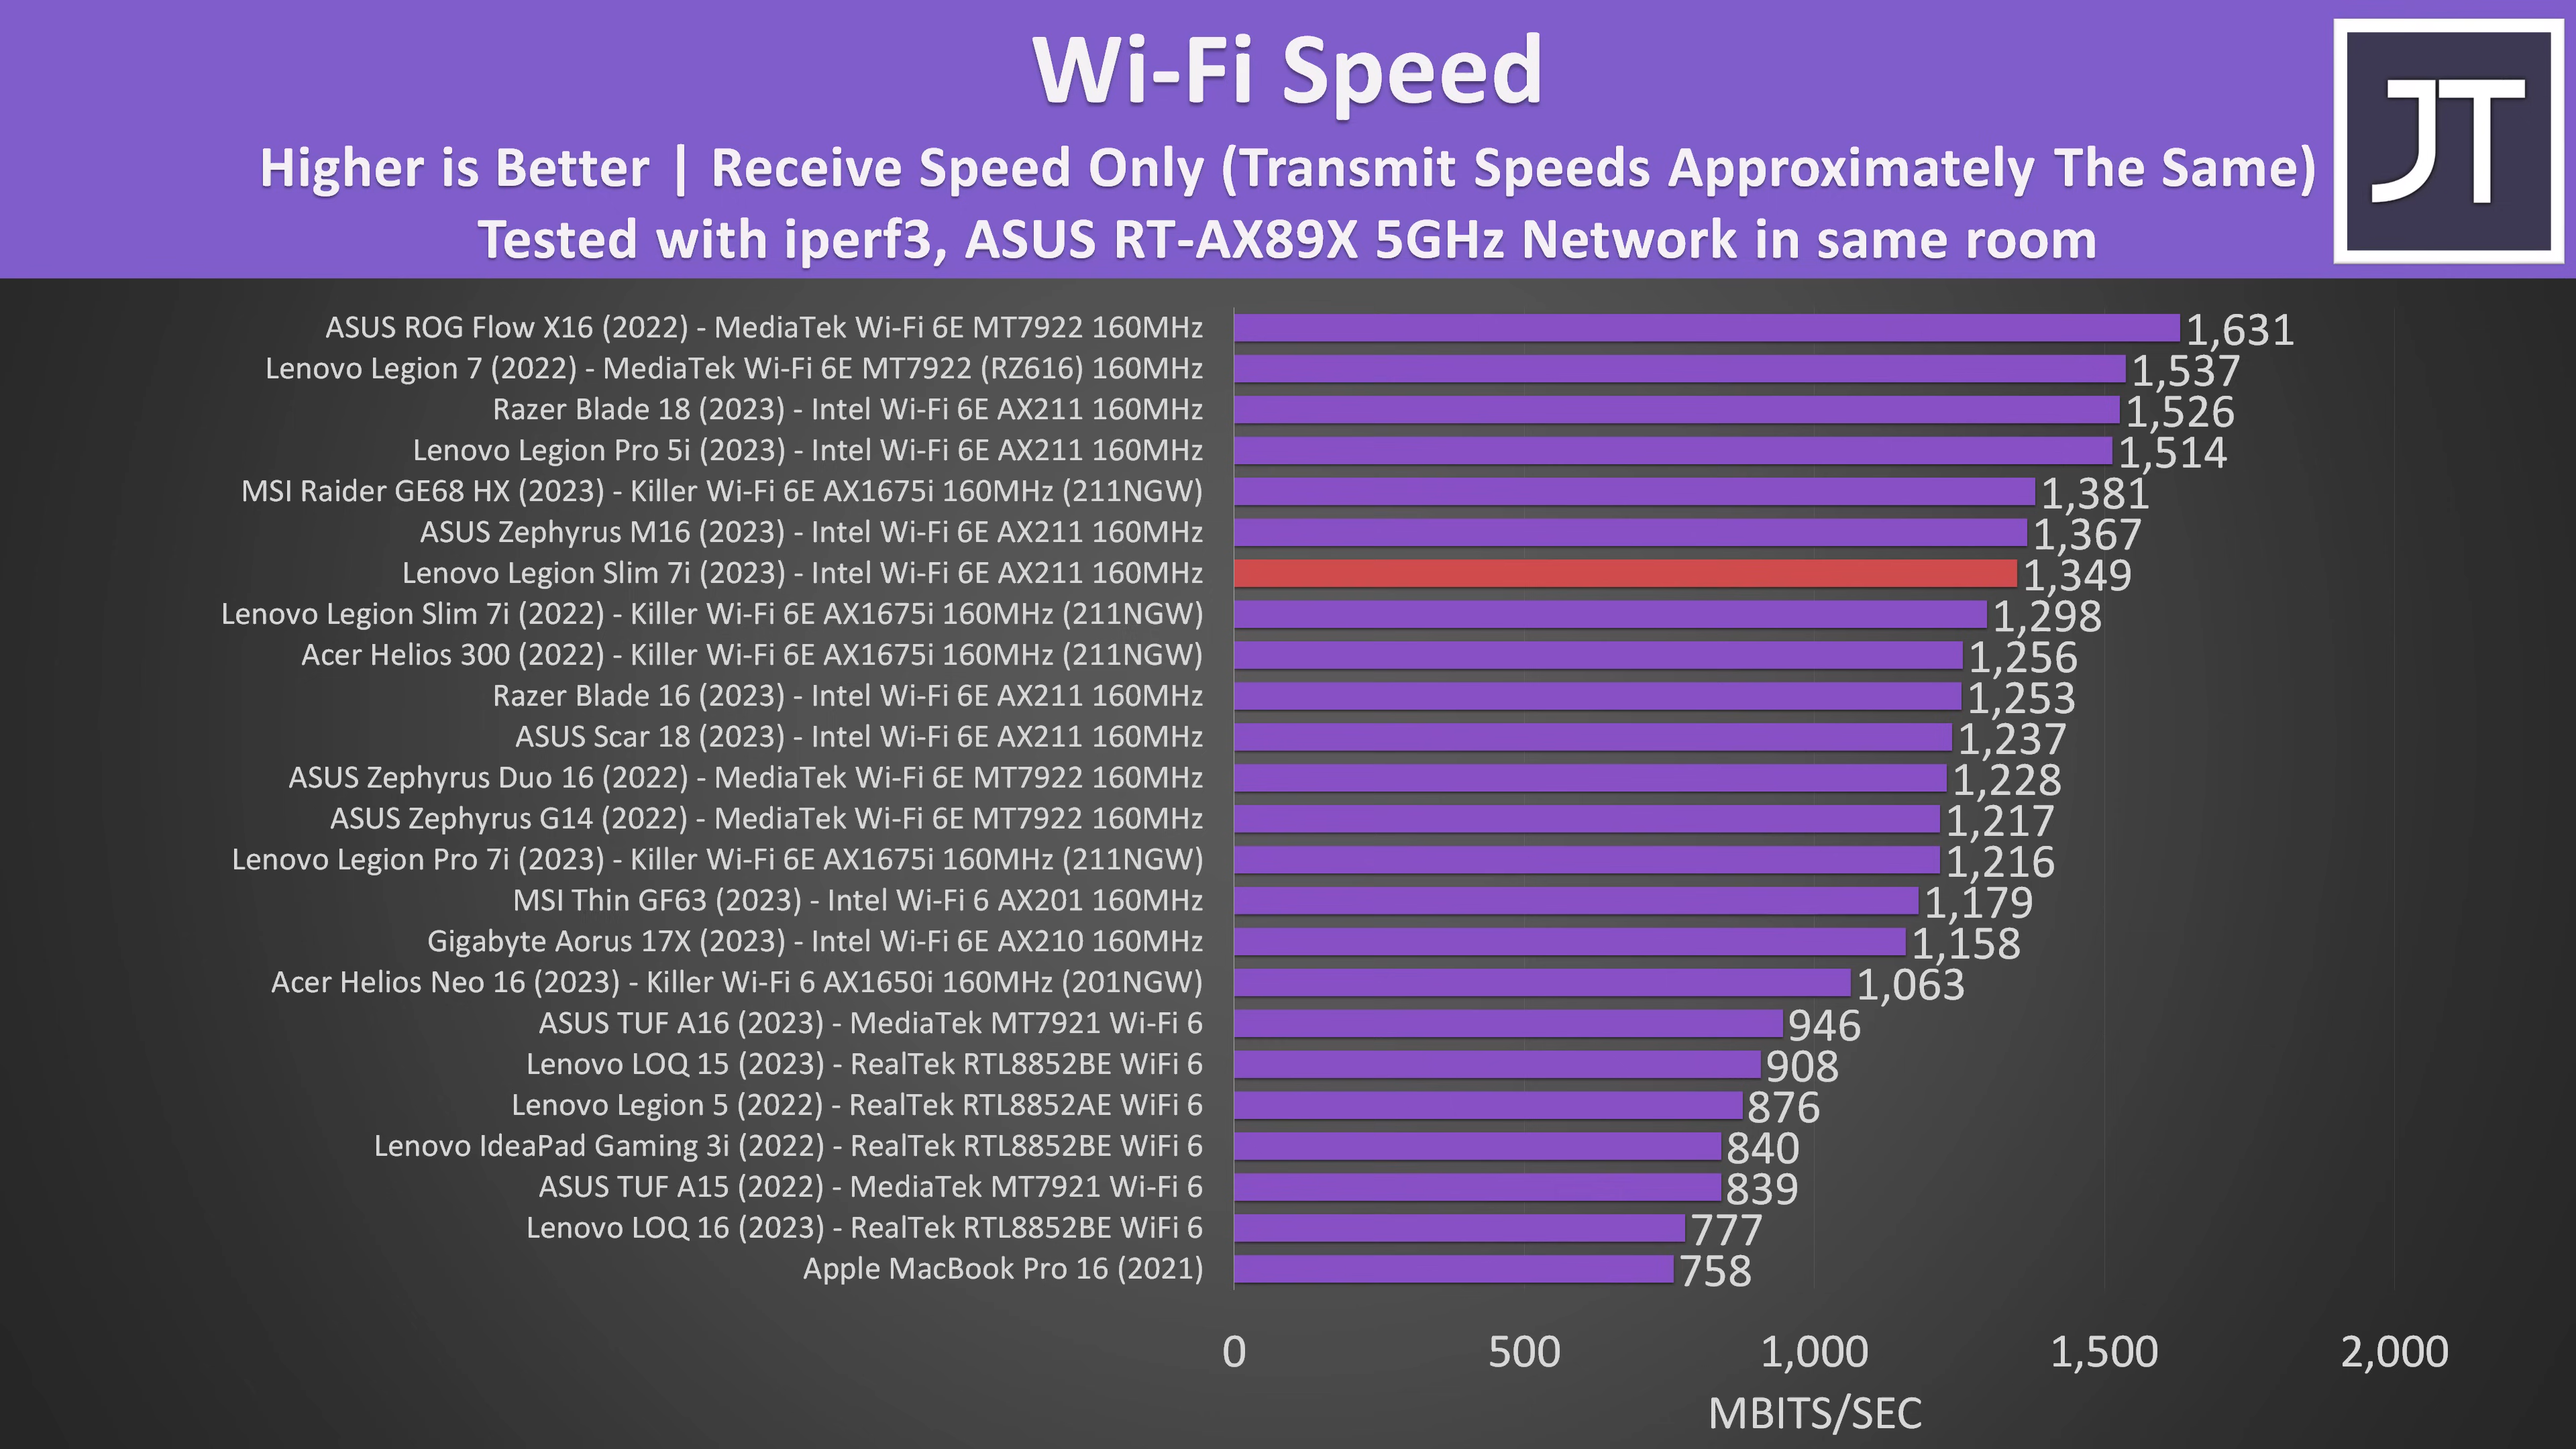 Wi-Fi Speed
JT
Higher is Better | Receive Speed Only (Transmit Speeds Approximately The Same)
Tested with iperf3, ASUS RT-AX89X 5GHz Network in same room
ASUS ROG Flow X16 (2022) - MediaTek Wi-Fi 6E MT7922 160MHz 1,631
Lenovo Legion 7 (2022) - MediaTek Wi-Fi 6E MT7922 (RZ616) 160MHz 1,537
Razer Blade 18 (2023) - Intel Wi-Fi 6E AX211 160MHz 1,526
Lenovo Legion Pro 5i (2023) - Intel Wi-Fi 6E AX211 160MHz 1,514
MSI Raider GE68 HX (2023) - Killer Wi-Fi 6E AX1675i 160MHz (211NGW) 1,381
ASUS Zephyrus M16 (2023) - Intel Wi-Fi 6E AX211 160MHz 1,367
Lenovo Legion Slim 7i (2023) - Intel Wi-Fi 6E AX211 160MHz 1,349
Lenovo Legion Slim 7i (2022) - Killer Wi-Fi 6E AX1675i 160MHz (211NGW) 1,298
Acer Helios 300 (2022) - Killer Wi-Fi 6E AX1675i 160MHz (211NGW) 1,256
Razer Blade 16 (2023) - Intel Wi-Fi 6E AX211 160MHz 1,253
ASUS Scar 18 (2023) - Intel Wi-Fi 6E AX211 160MHz 1,237
ASUS Zephyrus Duo 16 (2022) - MediaTek Wi-Fi 6E MT7922 160MHz 1,228
ASUS Zephyrus G14 (2022) - MediaTek Wi-Fi 6E MT7922 160MHz 1,217
Lenovo Legion Pro 7i (2023) - Killer Wi-Fi 6E AX1675i 160MHz (211NGW) 1,216
MSI Thin GF63 (2023) - Intel Wi-Fi 6 AX201 160MHz 1,179
Gigabyte Aorus 17X (2023) - Intel Wi-Fi 6E AX210 160MHz 1,158
Acer Helios Neo 16 (2023) - Killer Wi-Fi 6 AX1650i 160MHz (201NGW) 1,063
ASUS TUF A16 (2023) - MediaTek MT7921 Wi-Fi 6 946
Lenovo LOQ 15 (2023) - RealTek RTL8852BE WiFi 6 908
Lenovo Legion 5 (2022) - RealTek RTL8852AE WiFi 6 876
Lenovo IdeaPad Gaming 3i (2022) - RealTek RTL8852BE WiFi 6 840
ASUS TUF A15 (2022) - MediaTek MT7921 Wi-Fi 6 839
Lenovo LOQ 16 (2023) - RealTek RTL8852BE WiFi 6 777
Apple MacBook Pro 16 (2021) 758
0 500 1,000 1,500 2,000
MBITS/SEC